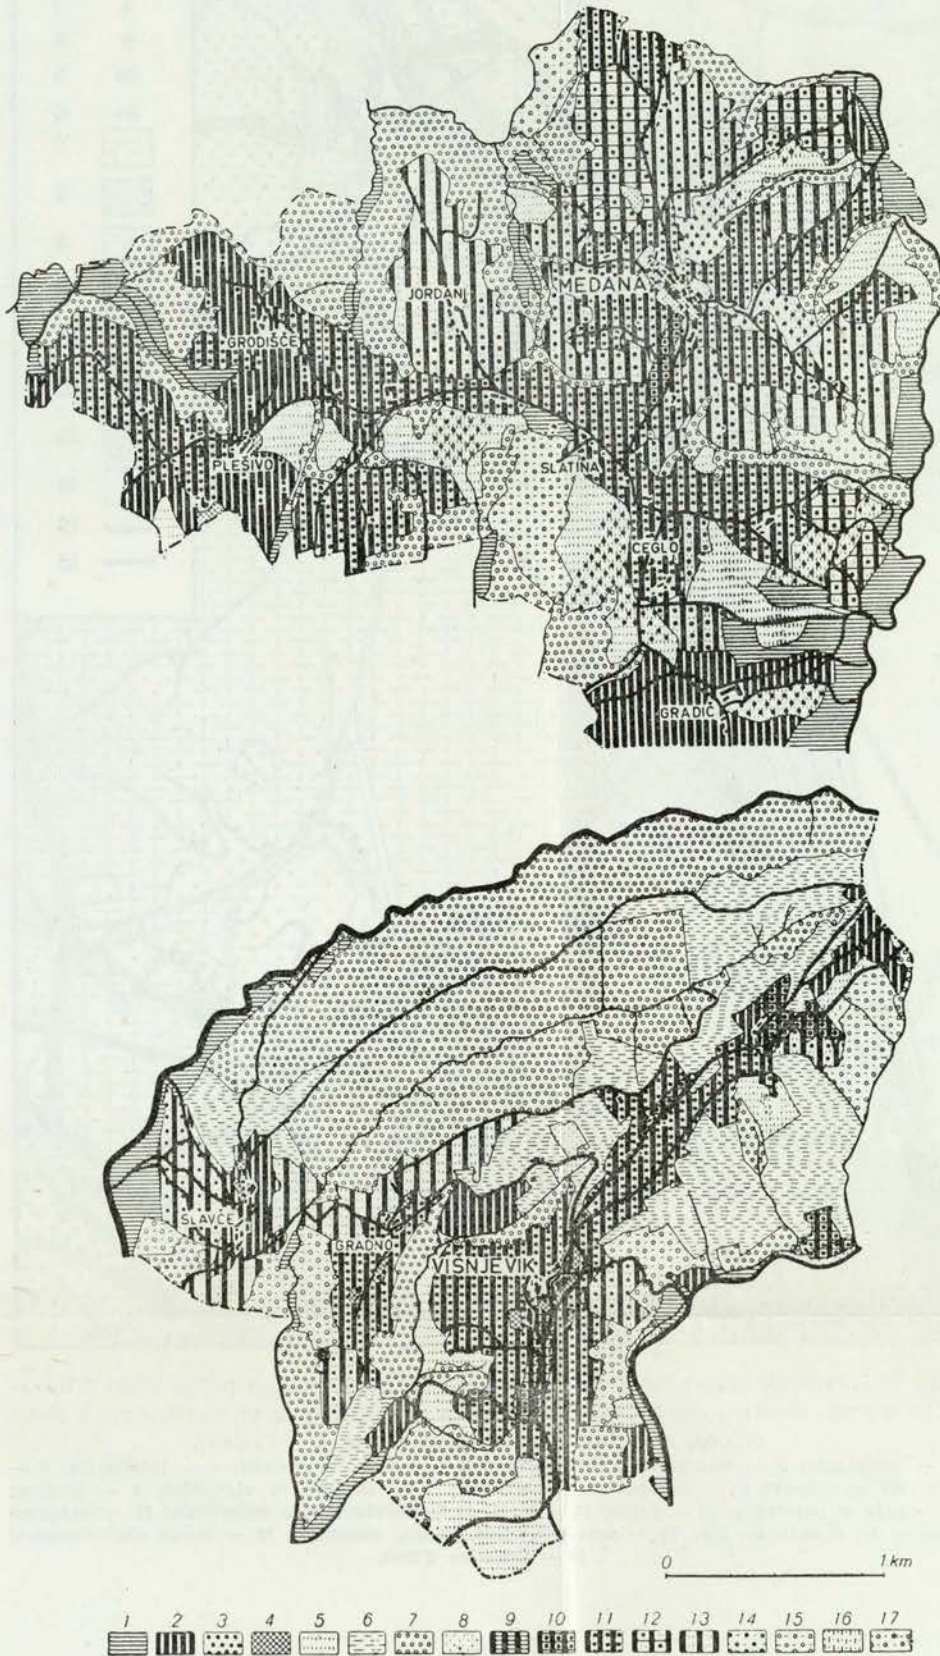 JORDANI
MEDANA
GRODIŠČE
PLEŠIVO
SLATINA
CEGLO
GRADIČ
SLAVČE
GRADNO
VIŠNJEVIK
0 1 km
1 2 3 4 5 6 7 8 9 10 11 12 13 14 15 16 17